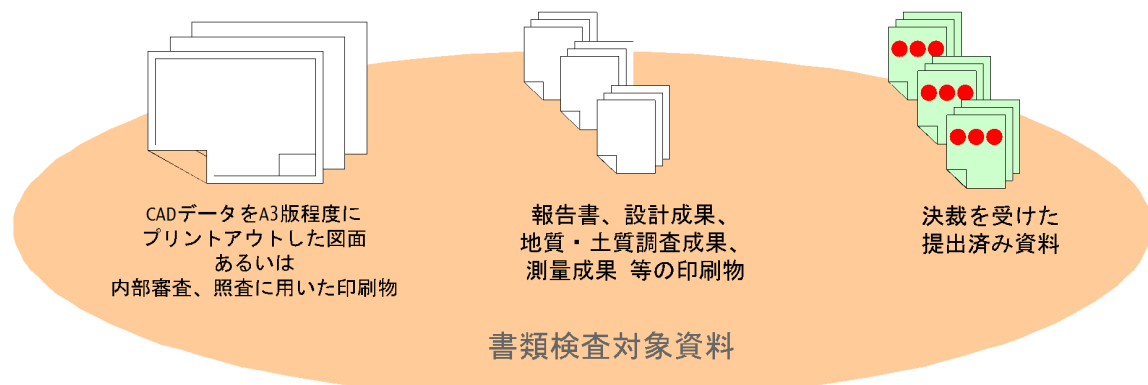 CADデータをA3版程度に
プリントアウトした図面
あるいは
内部審査、照査に用いた印刷物
報告書、設計成果、
地質・土質調査成果、
測量成果 等の印刷物
決裁を受けた
提出済み資料
書類検査対象資料